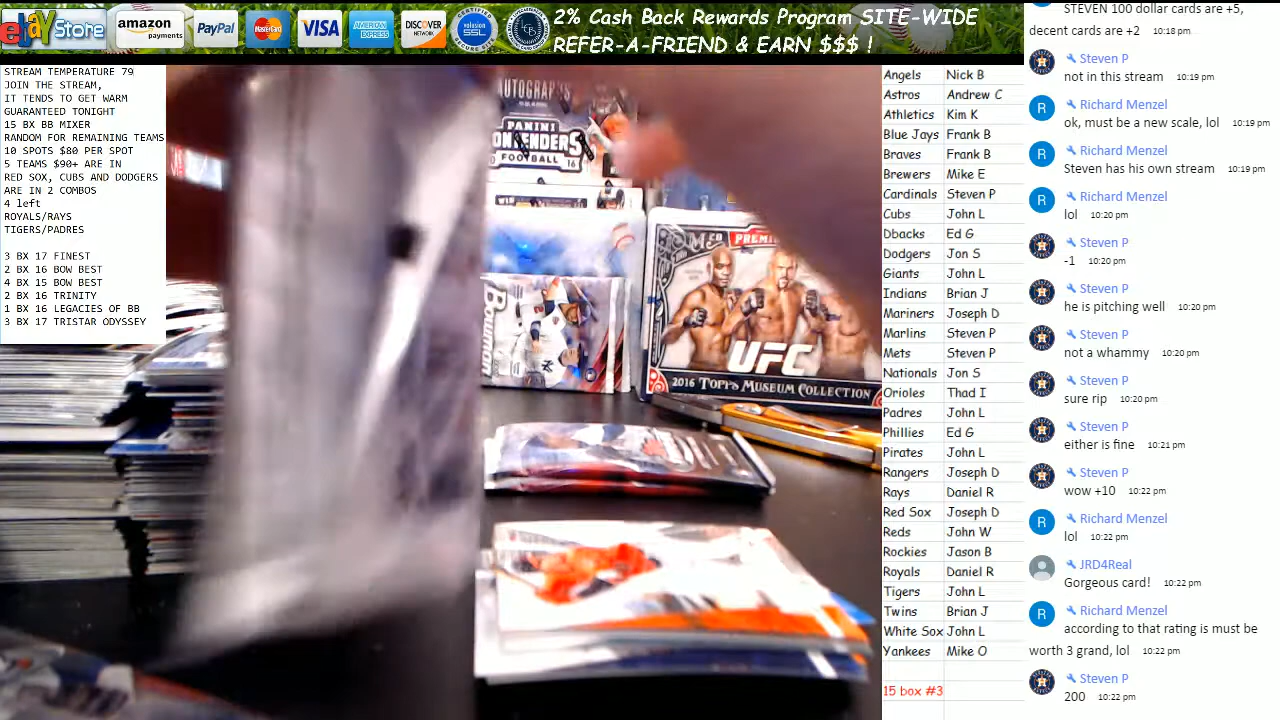 ebay Store
amazon
payments
PayPal
MasterCard
VISA
AMERICAN
EXPRESS
DISCOVER
NETWORK
CERTIFIED
volusion
SSL
2% Cash Back Rewards Program SITE-WIDE
REFER-A-FRIEND & EARN $$$ !
STREAM TEMPERATURE 79
JOIN THE STREAM,
IT TENDS TO GET WARM
GUARANTEED TONIGHT
15 BX BB MIXER
RANDOM FOR REMAINING TEAMS
10 SPOTS $80 PER SPOT
5 TEAMS $90+ ARE IN
RED SOX, CUBS AND DODGERS
ARE IN 2 COMBOS
4 left
ROYALS/RAYS
TIGERS/PADRES
3 BX 17 FINEST
2 BX 16 BOW BEST
4 BX 15 BOW BEST
2 BX 16 TRINITY
1 BX 16 LEGACIES OF BB
3 BX 17 TRISTAR ODYSSEY
AUTOGRAPHS
PANINI
CONTENDERS
FOOTBALL 16
Bowman
PREMI
UFC
2016 TOPPS MUSEUM COLLECTION
Angels Nick B
Astros Andrew C
Athletics Kim K
Blue Jays Frank B
Braves Frank B
Brewers Mike E
Cardinals Steven P
Cubs John L
Dbacks Ed G
Dodgers Jon S
Giants John L
Indians Brian J
Mariners Joseph D
Marlins Steven P
Mets Steven P
Nationals Jon S
Orioles Thad I
Padres John L
Phillies Ed G
Pirates John L
Rangers Joseph D
Rays Daniel R
Red Sox Joseph D
Reds John W
Rockies Jason B
Royals Daniel R
Tigers John L
Twins Brian J
White Sox John L
Yankees Mike O
15 box #3
STEVEN 100 dollar cards are +5,
decent cards are +2 10:18 pm
Steven P
not in this stream 10:19 pm
R
Richard Menzel
ok, must be a new scale, lol 10:19 pm
R
Richard Menzel
Steven has his own stream 10:19 pm
R
Richard Menzel
lol 10:20 pm
Steven P
-1 10:20 pm
Steven P
he is pitching well 10:20 pm
Steven P
not a whammy 10:20 pm
Steven P
sure rip 10:20 pm
Steven P
either is fine 10:21 pm
Steven P
wow +10 10:22 pm
R
Richard Menzel
lol 10:22 pm
JRD4Real
Gorgeous card! 10:22 pm
R
Richard Menzel
according to that rating is must be
worth 3 grand, lol 10:22 pm
Steven P
200 10:22 pm